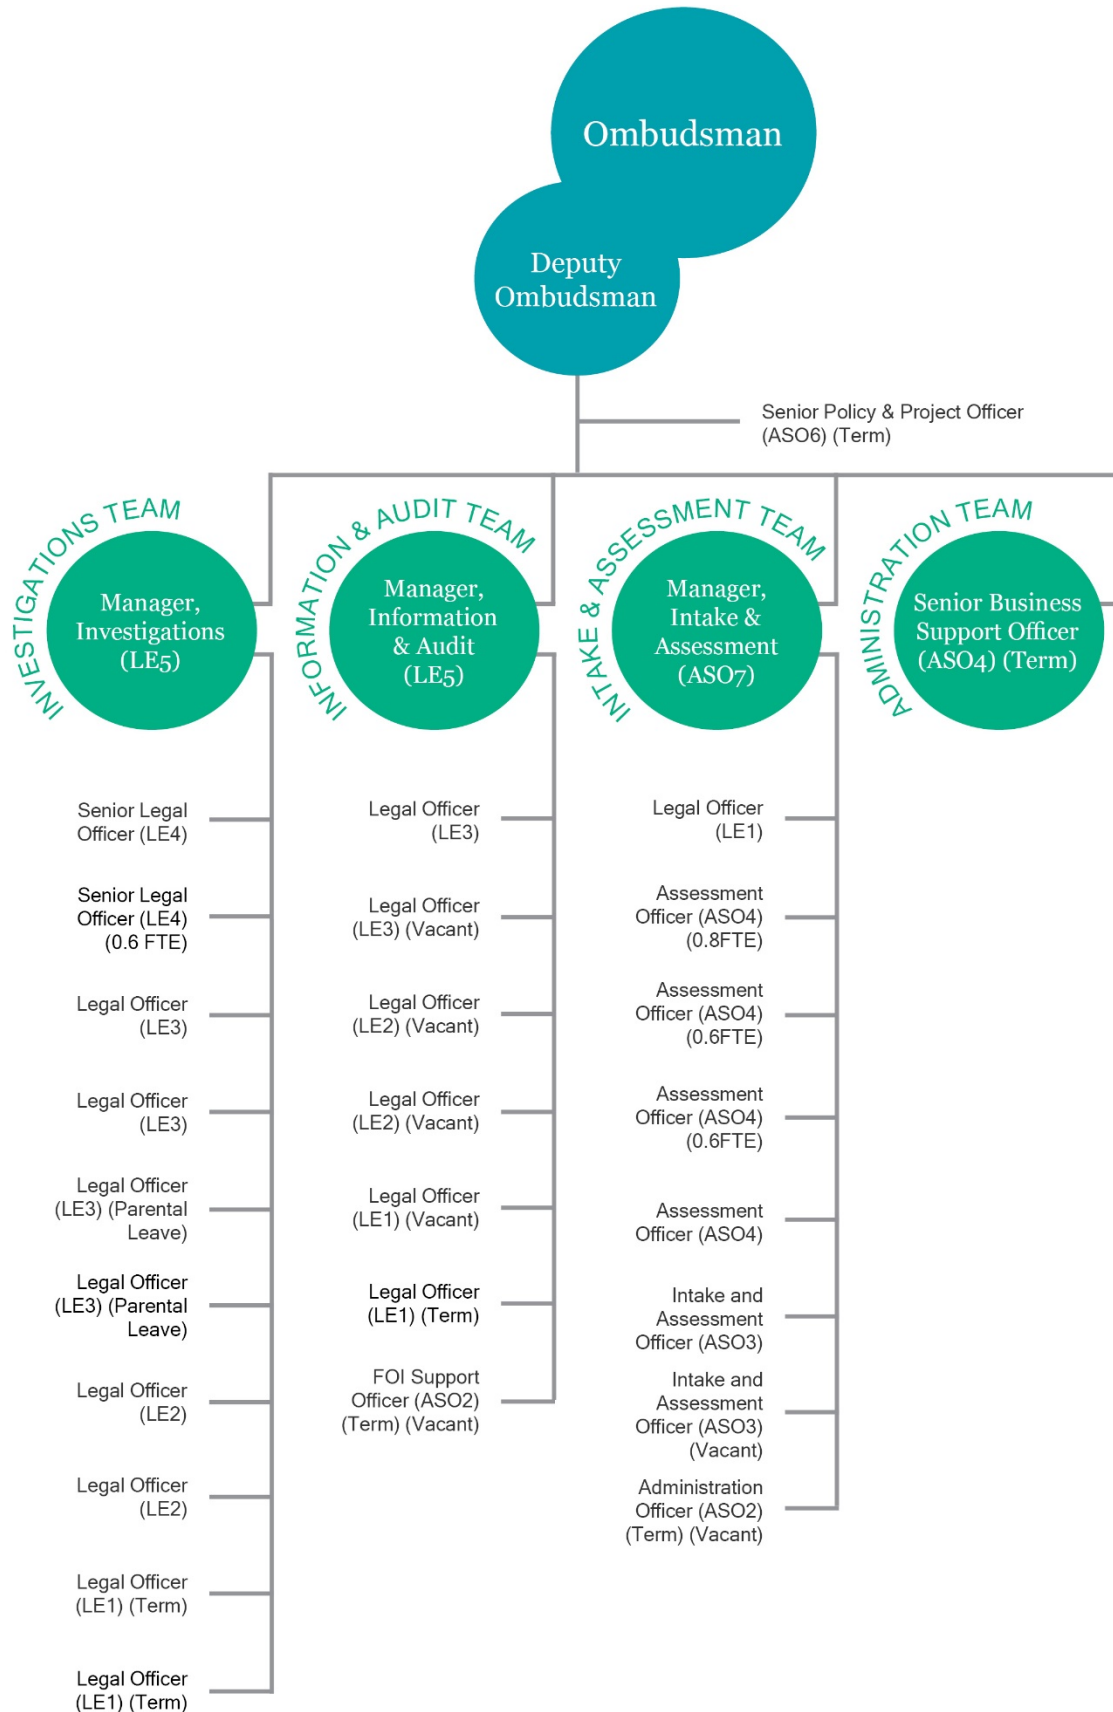 Ombudsman
Deputy
Ombudsman
Senior Policy & Project Officer
(ASO6) (Term)
INVESTIGATIONS TEAM
Manager,
Investigations
(LE5)
Senior Legal
Officer (LE4)
Senior Legal
Officer (LE4)
(0.6 FTE)
Legal Officer
(LE3)
Legal Officer
(LE3)
Legal Officer
(LE3) (Parental
Leave)
Legal Officer
(LE3) (Parental
Leave)
Legal Officer
(LE2)
Legal Officer
(LE2)
Legal Officer
(LE1) (Term)
Legal Officer
(LE1) (Term)
INFORMATION & AUDIT TEAM
Manager,
Information
& Audit
(LE5)
Legal Officer
(LE3)
Legal Officer
(LE3) (Vacant)
Legal Officer
(LE2) (Vacant)
Legal Officer
(LE2) (Vacant)
Legal Officer
(LE1) (Vacant)
Legal Officer
(LE1) (Term)
FOI Support
Officer (ASO2)
(Term) (Vacant)
INTAKE & ASSESSMENT TEAM
Manager,
Intake &
Assessment
(ASO7)
Legal Officer
(LE1)
Assessment
Officer (ASO4)
(0.8FTE)
Assessment
Officer (ASO4)
(0.6FTE)
Assessment
Officer (ASO4)
(0.6FTE)
Assessment
Officer (ASO4)
Intake and
Assessment
Officer (ASO3)
Intake and
Assessment
Officer (ASO3)
(Vacant)
Administration
Officer (ASO2)
(Term) (Vacant)
ADMINISTRATION TEAM
Senior Business
Support Officer
(ASO4) (Term)